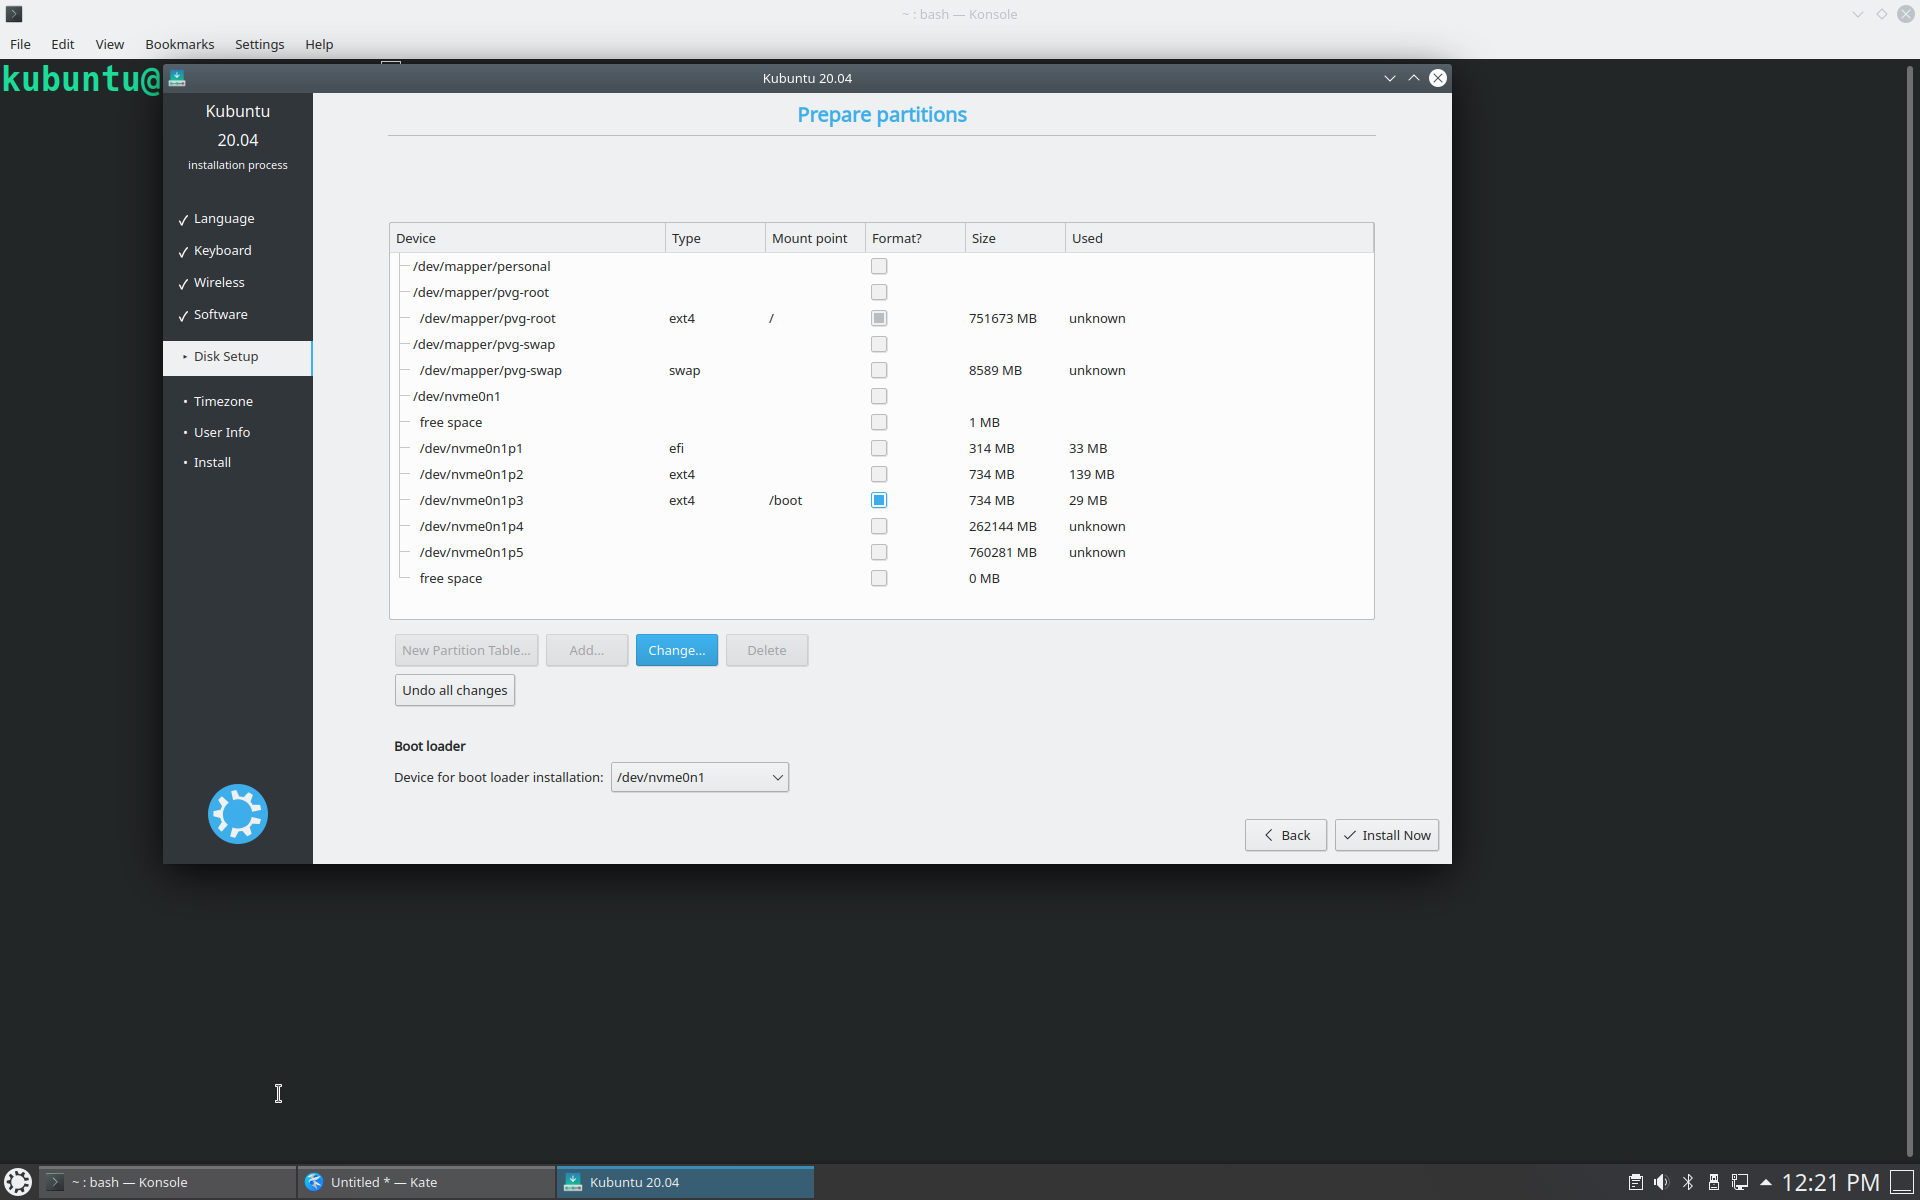 ~ : bash — Konsole
File Edit View Bookmarks Settings Help
kubuntu@
Kubuntu 20.04
Kubuntu
20.04
installation process
Language
Keyboard
Wireless
Software
Disk Setup
Timezone
User Info
Install
Prepare partitions
Device Type Mount point Format? Size Used
/dev/mapper/personal
/dev/mapper/pvg-root
/dev/mapper/pvg-root ext4 / 751673 MB unknown
/dev/mapper/pvg-swap
/dev/mapper/pvg-swap swap 8589 MB unknown
/dev/nvme0n1
free space 1 MB
/dev/nvme0n1p1 efi 314 MB 33 MB
/dev/nvme0n1p2 ext4 734 MB 139 MB
/dev/nvme0n1p3 ext4 /boot 734 MB 29 MB
/dev/nvme0n1p4 262144 MB unknown
/dev/nvme0n1p5 760281 MB unknown
free space 0 MB
New Partition Table... Add... Change... Delete
Undo all changes
Boot loader
Device for boot loader installation: /dev/nvme0n1
Back Install Now
~ : bash — Konsole Untitled * — Kate Kubuntu 20.04 12:21 PM